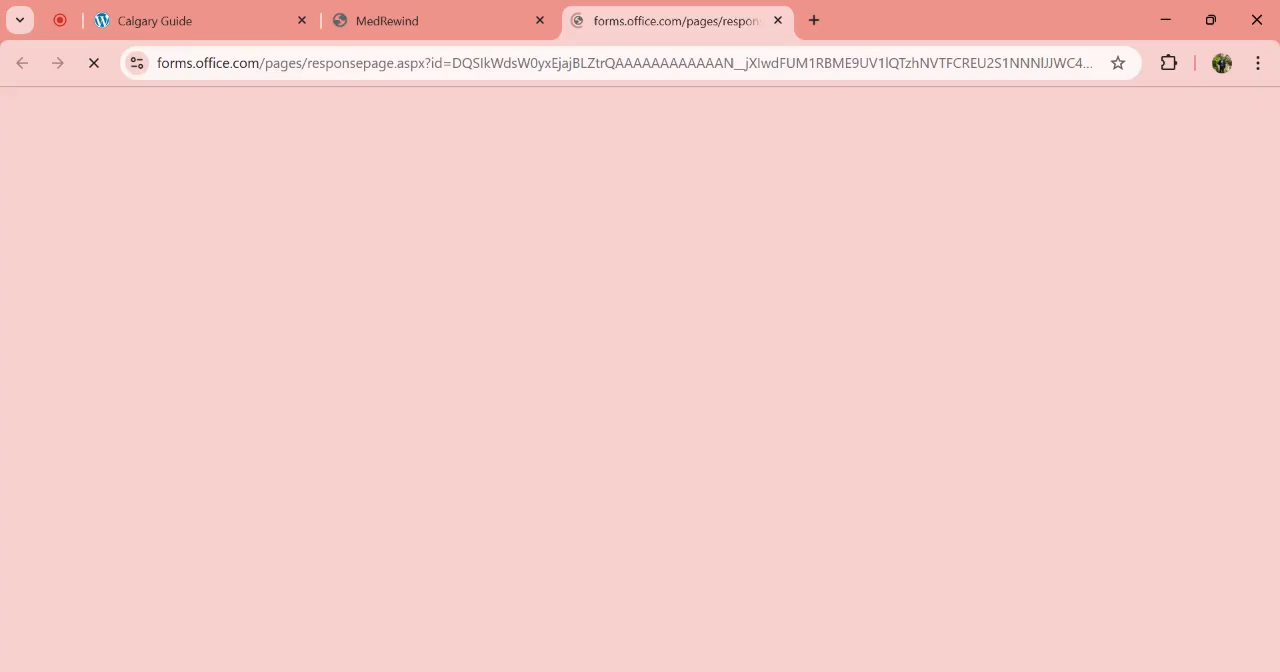 Calgary Guide
MedRewind
forms.office.com/pages/respon
forms.office.com/pages/responsepage.aspx?id=DQSIkWdsW0yxEjajBLZtrQAAAAAAAAAAAAN__jXIwdFUM1RBME9UV1lQTzhNVTFCREU2S1NNNlJJWC4...